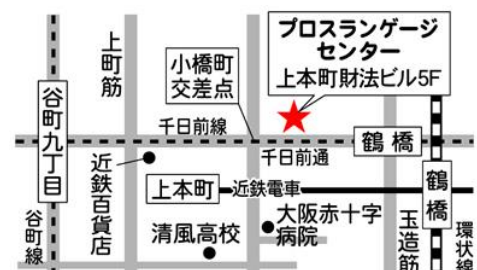 プロスランゲージ
センター
上本町財法ビル5F
上町筋
小橋町
交差点
谷町九丁目
千日前線
千日前通
鶴橋
近鉄百貨店
上本町
近鉄電車
鶴橋
大阪赤十字
病院
清風高校
谷町線
玉造筋
環状線